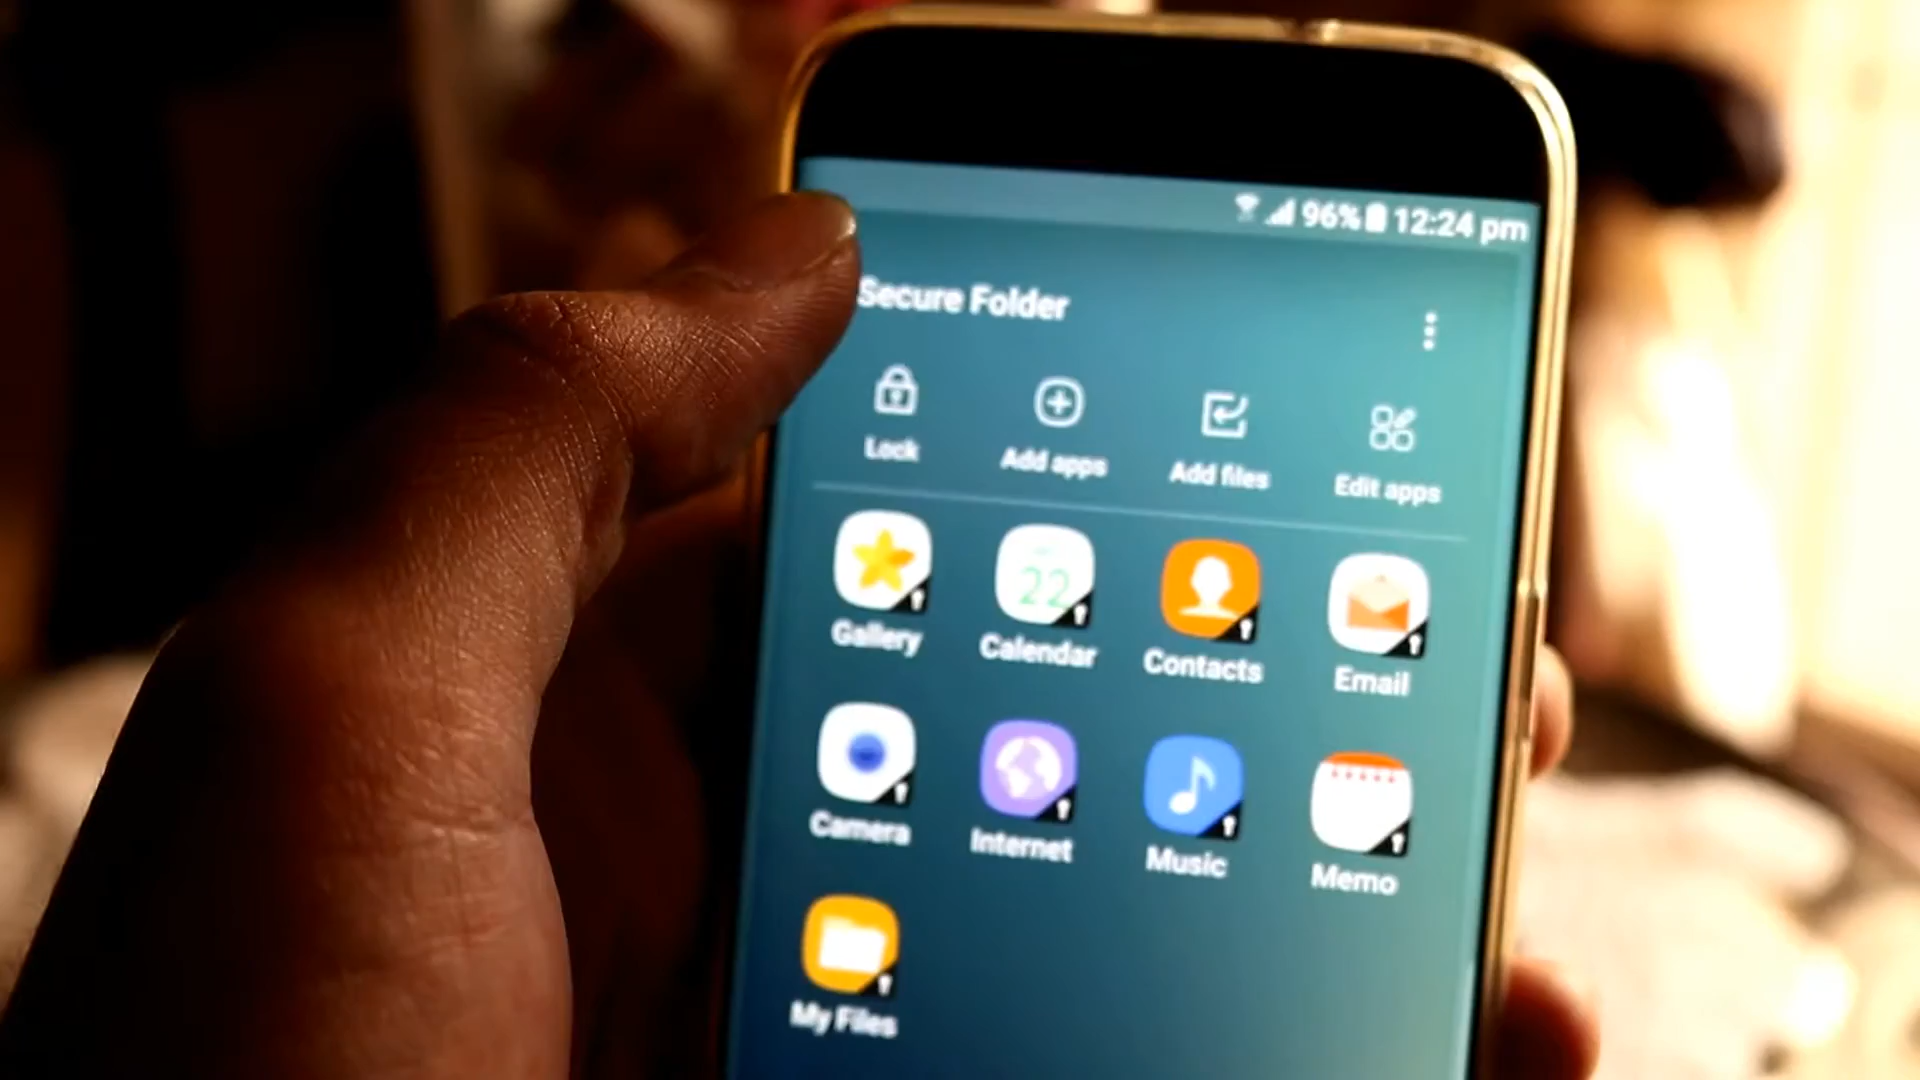 96% 12:24 pm
Secure Folder
Lock Add apps Add files Edit apps
22
Gallery Calendar Contacts Email
Camera Internet Music Memo
My Files